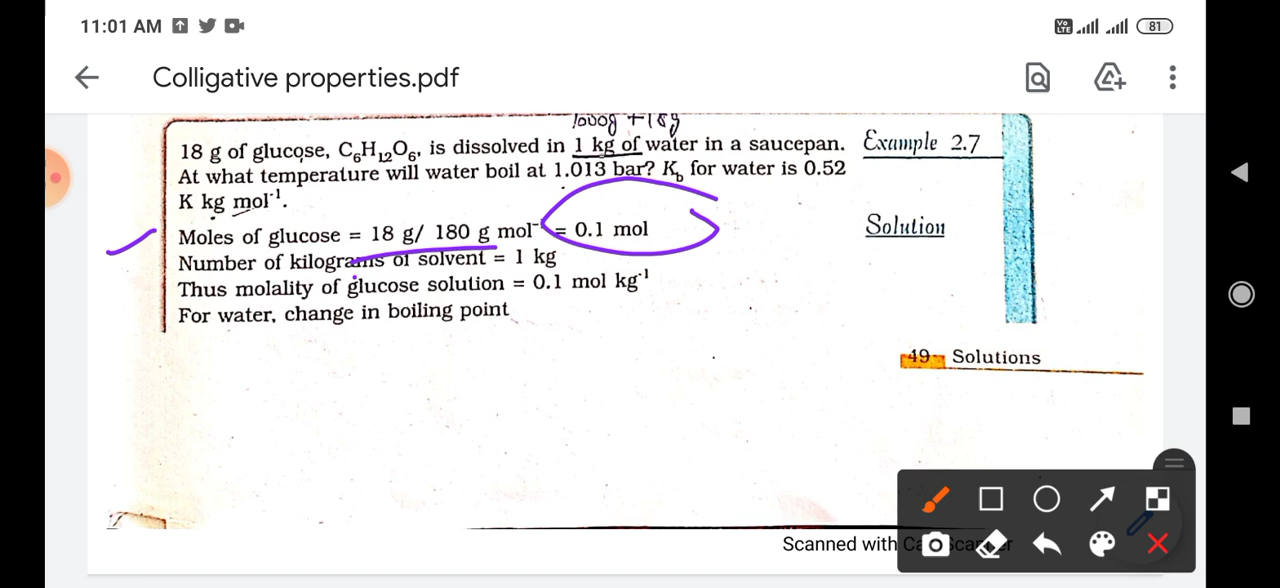 11:01 AM
Vo LTE
81
Colligative properties.pdf
1000g + 18g
18 g of glucose, C₆H₁₂O₆, is dissolved in 1 kg of water in a saucepan.
At what temperature will water boil at 1.013 bar? K_b for water is 0.52
K kg mol⁻¹.
Example 2.7
Moles of glucose = 18 g/ 180 g mol⁻¹ = 0.1 mol
Solution
Number of kilograms of solvent = 1 kg
Thus molality of glucose solution = 0.1 mol kg⁻¹
For water, change in boiling point
49 Solutions
Scanned with